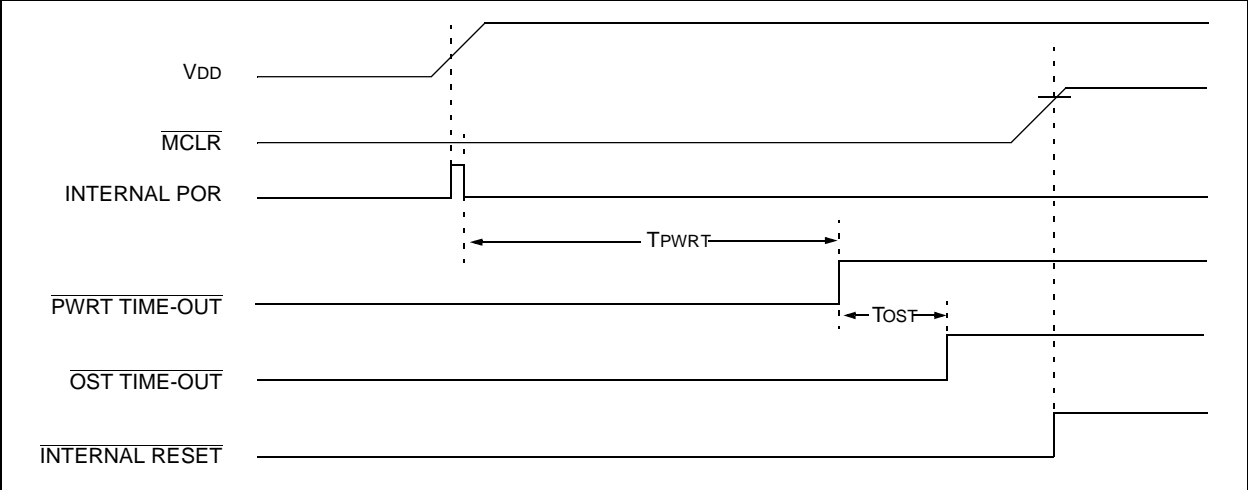 VDD
MCLR
INTERNAL POR
TPWRT
PWRT TIME-OUT
TOST
OST TIME-OUT
INTERNAL RESET